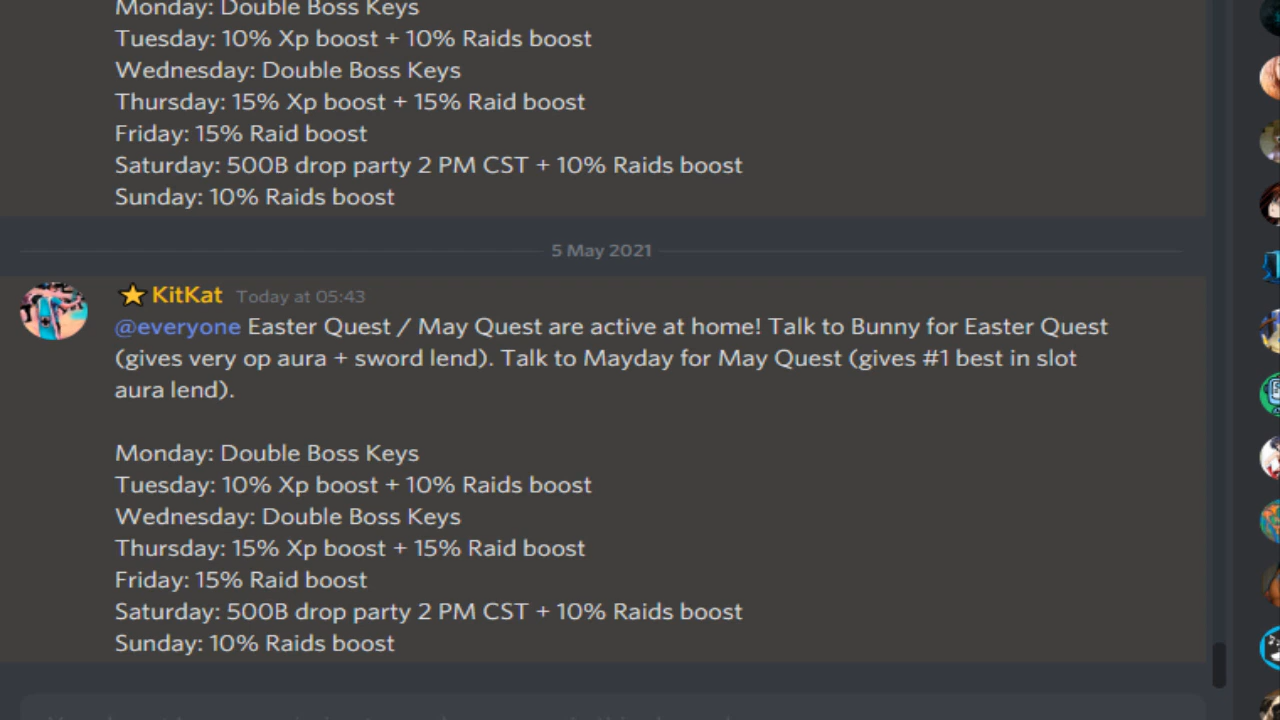 Monday: Double Boss Keys
Tuesday: 10% Xp boost + 10% Raids boost
Wednesday: Double Boss Keys
Thursday: 15% Xp boost + 15% Raid boost
Friday: 15% Raid boost
Saturday: 500B drop party 2 PM CST + 10% Raids boost
Sunday: 10% Raids boost
5 May 2021
KitKat Today at 05:43
@everyone Easter Quest / May Quest are active at home! Talk to Bunny for Easter Quest
(gives very op aura + sword lend). Talk to Mayday for May Quest (gives #1 best in slot
aura lend).
Monday: Double Boss Keys
Tuesday: 10% Xp boost + 10% Raids boost
Wednesday: Double Boss Keys
Thursday: 15% Xp boost + 15% Raid boost
Friday: 15% Raid boost
Saturday: 500B drop party 2 PM CST + 10% Raids boost
Sunday: 10% Raids boost